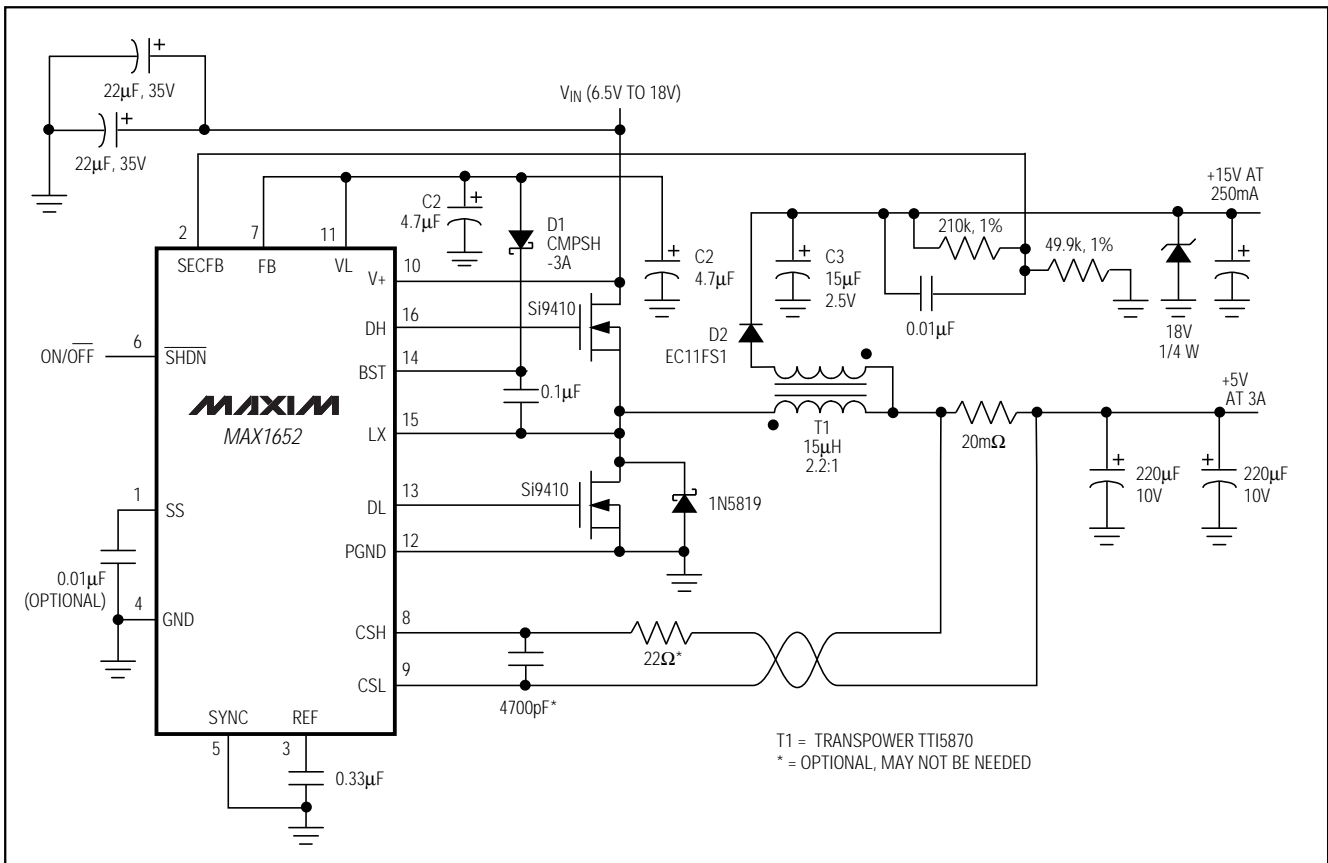 22μF, 35V
22μF, 35V
V_IN (6.5V TO 18V)
+15V AT
250mA
2
7
11
SECFB
FB
VL
C2
4.7μF
D1
CMPSH
-3A
C2
4.7μF
C3
15μF
2.5V
210k, 1%
49.9k, 1%
0.01μF
18V
1/4 W
10
V+
16
DH
Si9410
14
BST
0.1μF
15
LX
D2
EC11FS1
T1
15μH
2.2:1
20mΩ
+5V
AT 3A
220μF
10V
220μF
10V
6
ON/OFF
SHDN
MAXIM
MAX1652
13
DL
Si9410
1N5819
12
PGND
1
SS
0.01μF
(OPTIONAL)
4
GND
8
CSH
22Ω*
9
CSL
4700pF*
SYNC
REF
5
3
0.33μF
T1 = TRANSPOWER TTI5870
* = OPTIONAL, MAY NOT BE NEEDED